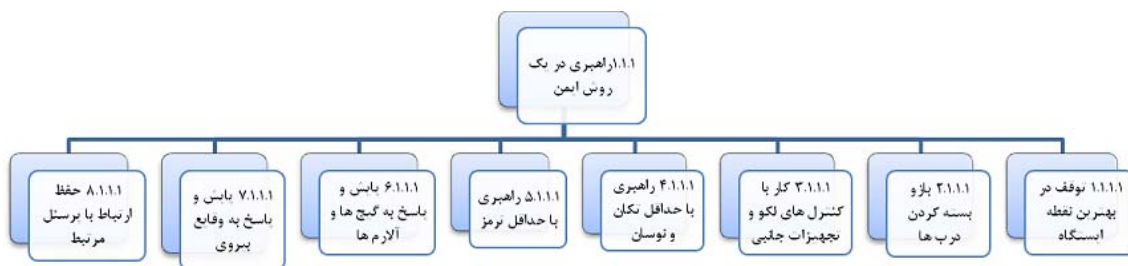 ۱.۱.۱راهبری در یک
روش ایمن
۱.۱.۱.۱ توقف در
بهترین نقطه
ایستگاه
۲.۱.۱.۱ باز و
بسته کردن
درب ها
۳.۱.۱.۱ کار با
کنترل های لکو و
تجهیزات جانبی
۴.۱.۱.۱ راهبری
با حداقل تکان
و نوسان
۵.۱.۱.۱ راهبری
با حداقل ترمز
۶.۱.۱.۱ پایش و
پاسخ به گیج ها و
آلارم ها
۷.۱.۱.۱ پایش و
پاسخ به وقایع
بیروی
۸.۱.۱.۱ حفظ
ارتباط با پرسنل
مرتبط